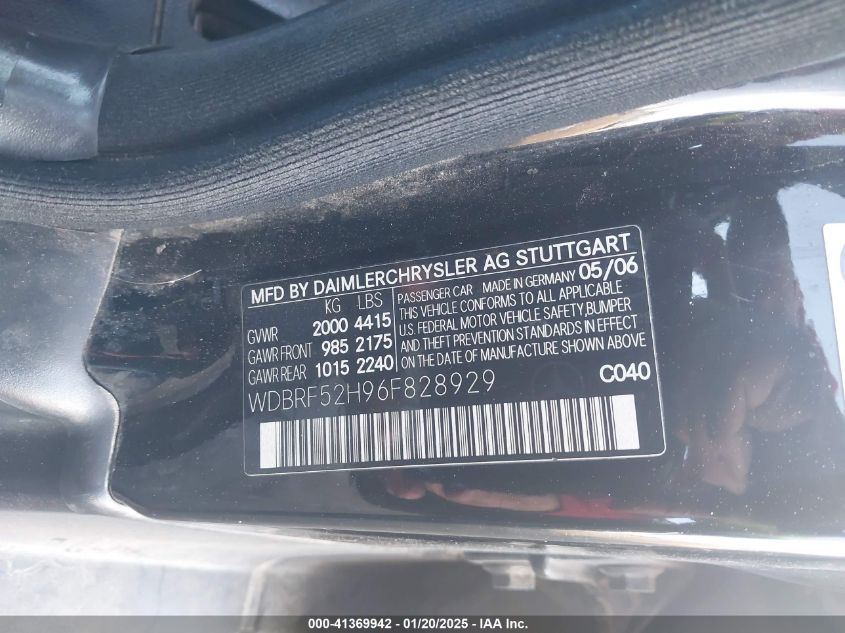 MFD BY DAIMLERCHRYSLER AG STUTTGART
KG LBS
GVWR 2000 4415
GAWR FRONT 985 2175
GAWR REAR 1015 2240
PASSENGER CAR MADE IN GERMANY 05/06
THIS VEHICLE CONFORMS TO ALL APPLICABLE
U.S. FEDERAL MOTOR VEHICLE SAFETY, BUMPER
AND THEFT PREVENTION STANDARDS IN EFFECT
ON THE DATE OF MANUFACTURE SHOWN ABOVE
WDBRF52H96F828929
C040
000-41369942 - 01/20/2025 - IAA Inc.